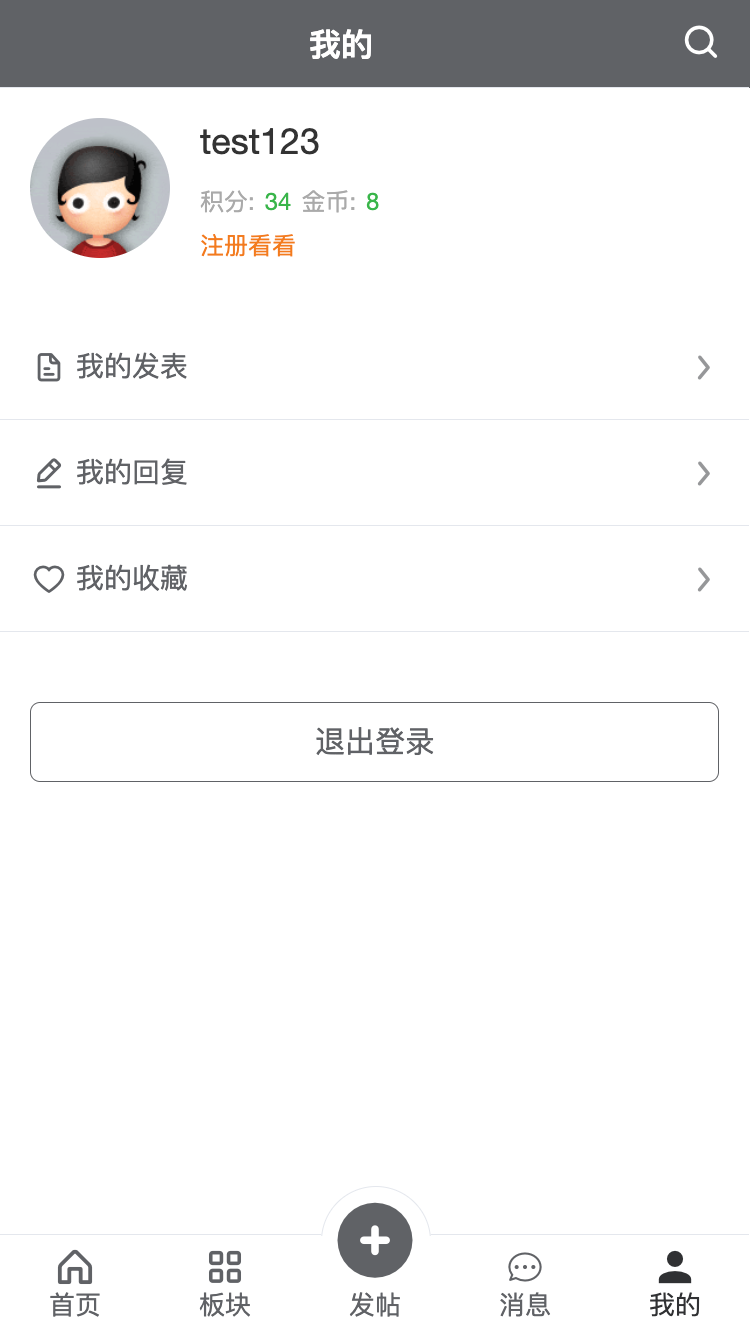 我的
test123
积分: 34 金币: 8
注册看看
我的发表
我的回复
我的收藏
退出登录
首页 板块 发帖 消息 我的